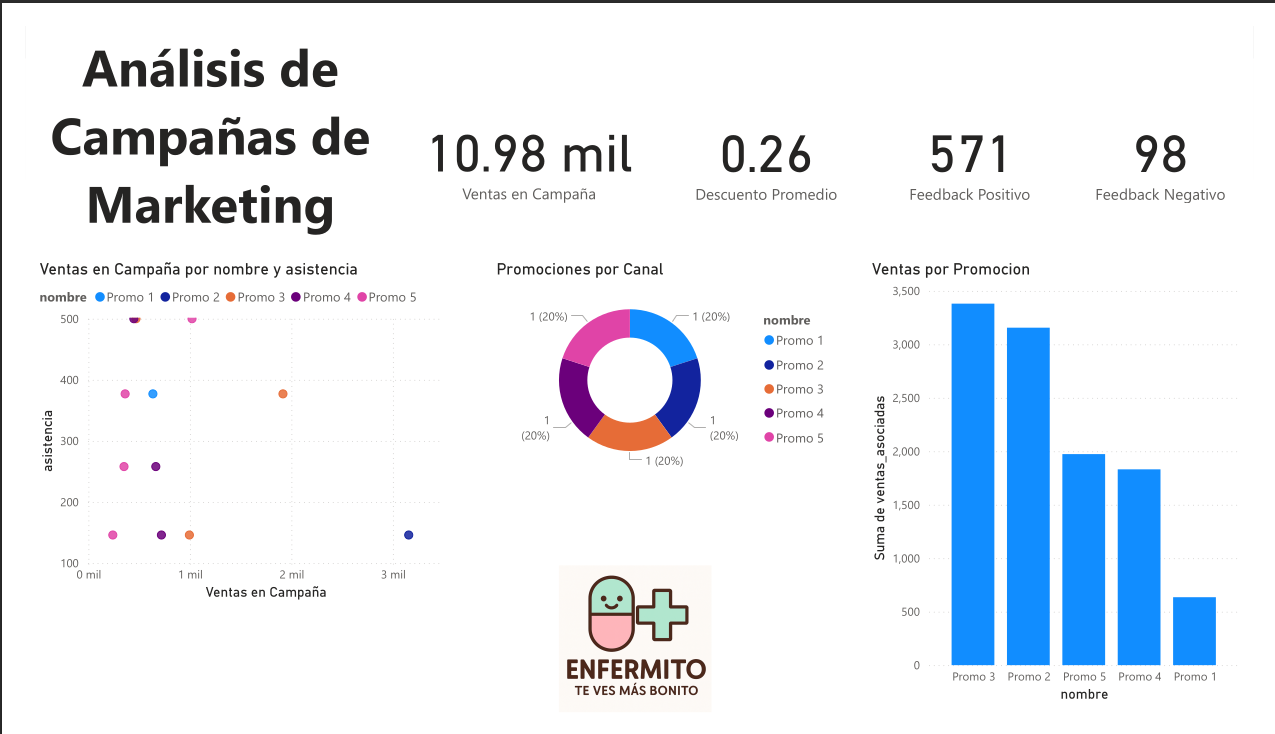 Análisis de
Campañas de
Marketing
10.98 mil
Ventas en Campaña
0.26
Descuento Promedio
571
Feedback Positivo
98
Feedback Negativo
Ventas en Campaña por nombre y asistencia
nombre Promo 1 Promo 2 Promo 3 Promo 4 Promo 5
500
400
300
200
100
asistencia
0 mil 1 mil 2 mil 3 mil
Ventas en Campaña
Promociones por Canal
1 (20%)
1 (20%)
1
(20%)
1
(20%)
1 (20%)
nombre
Promo 1
Promo 2
Promo 3
Promo 4
Promo 5
ENFERMITO
TE VES MÁS BONITO
Ventas por Promocion
3,500
3,000
2,500
2,000
1,500
1,000
500
0
Suma de ventas_asociadas
Promo 3 Promo 2 Promo 5 Promo 4 Promo 1
nombre